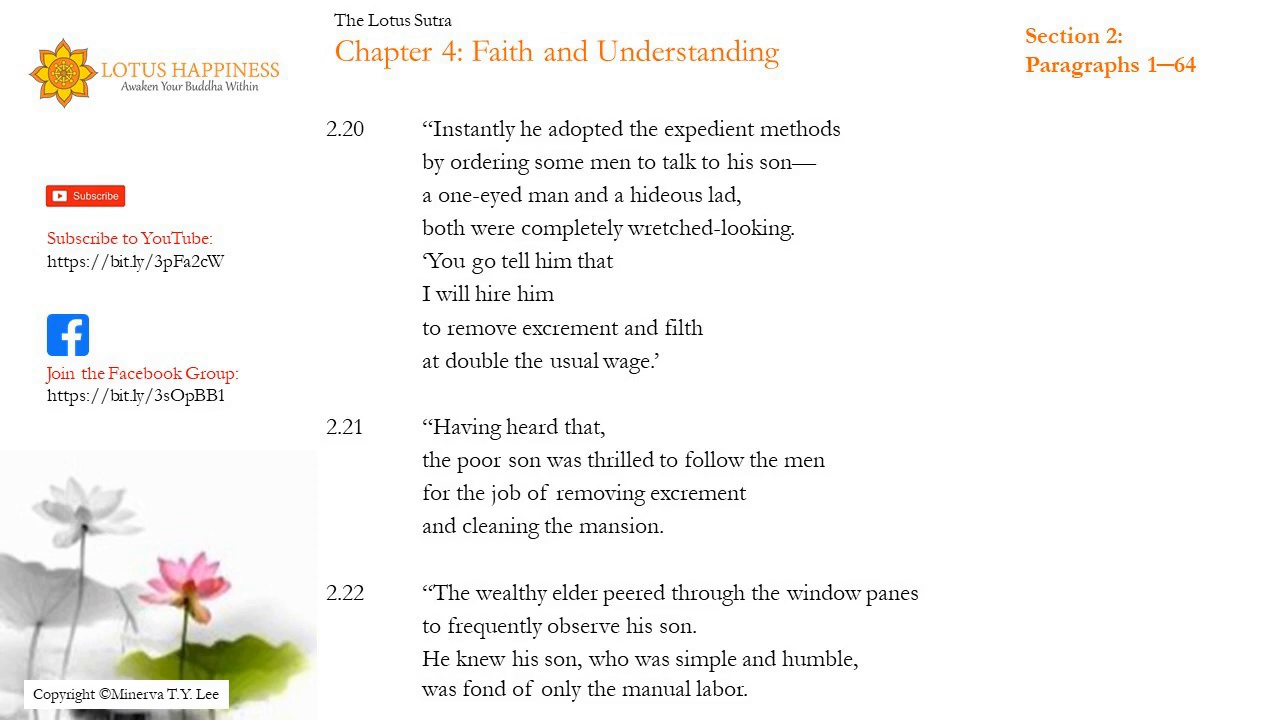 The Lotus Sutra
Chapter 4: Faith and Understanding
Section 2:
Paragraphs 1—64
LOTUS HAPPINESS
Awaken Your Buddha Within
Subscribe
Subscribe to YouTube:
https://bit.ly/3pFa2cW
Join the Facebook Group:
https://bit.ly/3sOpBB1
2.20 “Instantly he adopted the expedient methods
by ordering some men to talk to his son—
a one-eyed man and a hideous lad,
both were completely wretched-looking.
‘You go tell him that
I will hire him
to remove excrement and filth
at double the usual wage.’
2.21 “Having heard that,
the poor son was thrilled to follow the men
for the job of removing excrement
and cleaning the mansion.
2.22 “The wealthy elder peered through the window panes
to frequently observe his son.
He knew his son, who was simple and humble,
was fond of only the manual labor.
Copyright ©Minerva T.Y. Lee